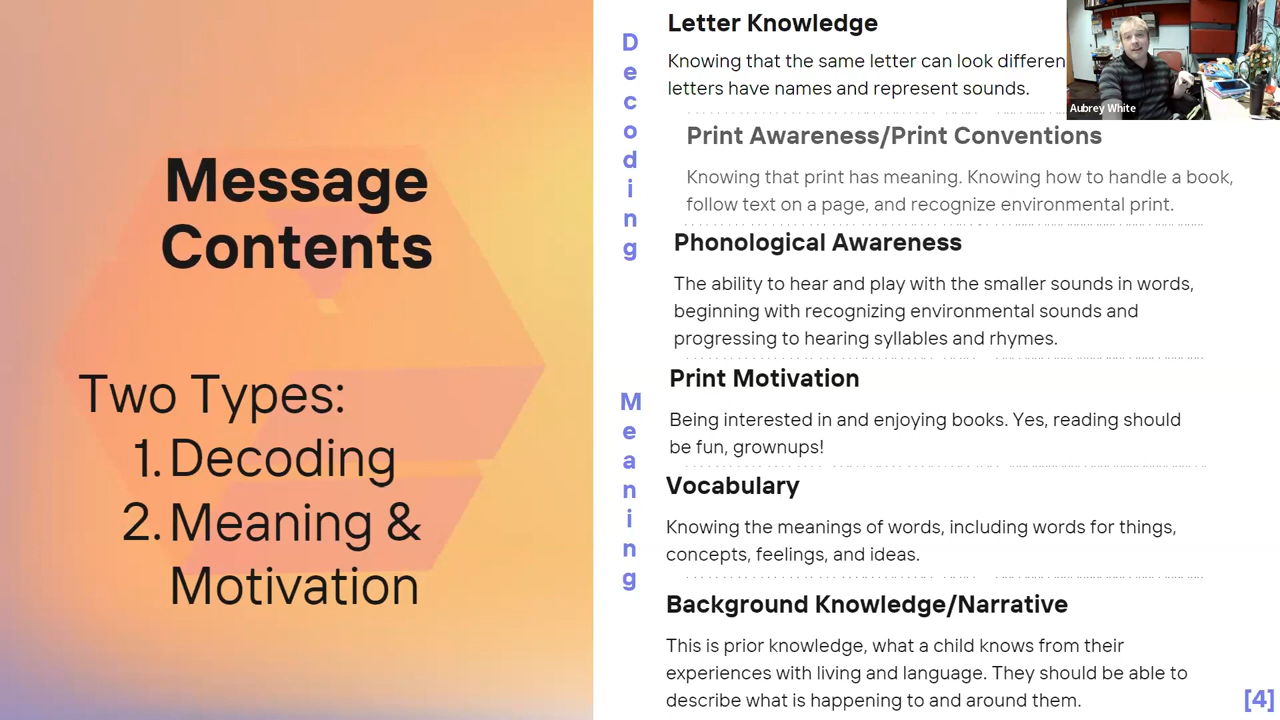 Message
Contents
Two Types:
1. Decoding
2. Meaning &
Motivation
Decoding
Letter Knowledge
Knowing that the same letter can look
letters have names and represent sounds.
Aubrey White
Print Awareness/Print Conventions
Knowing that print has meaning. Knowing how to handle a book,
follow text on a page, and recognize environmental print.
Phonological Awareness
The ability to hear and play with the smaller sounds in words,
beginning with recognizing environmental sounds and
progressing to hearing syllables and rhymes.
Meaning
Print Motivation
Being interested in and enjoying books. Yes, reading should
be fun, grownups!
Vocabulary
Knowing the meanings of words, including words for things,
concepts, feelings, and ideas.
Background Knowledge/Narrative
This is prior knowledge, what a child knows from their
experiences with living and language. They should be able to
describe what is happening to and around them.
[4]